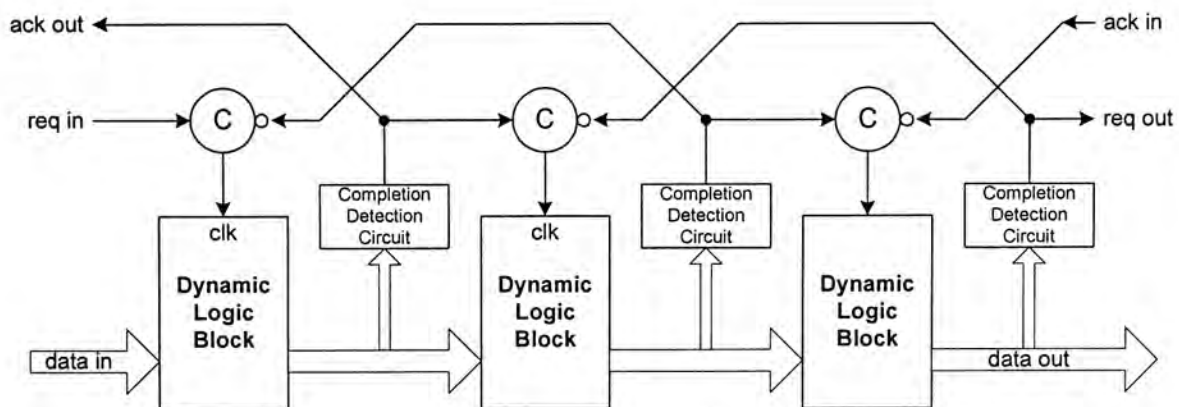 ack out
ack in
req in
C
C
C
req out
Completion
Detection
Circuit
Completion
Detection
Circuit
Completion
Detection
Circuit
clk
Dynamic
Logic
Block
clk
Dynamic
Logic
Block
Dynamic
Logic
Block
data in
data out